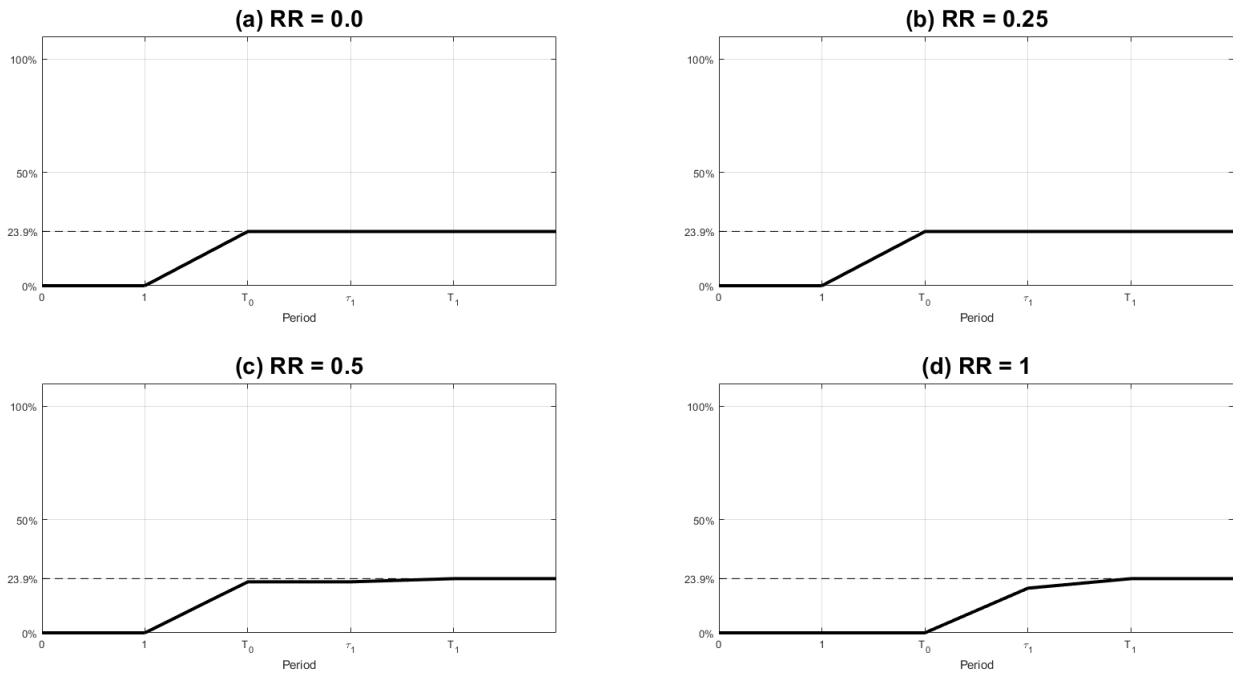 (a) RR = 0.0
100%
50%
23.9%
0%
0 1 T₀ τ₁ T₁
Period
(b) RR = 0.25
100%
50%
23.9%
0%
0 1 T₀ τ₁ T₁
Period
(c) RR = 0.5
100%
50%
23.9%
0%
0 1 T₀ τ₁ T₁
Period
(d) RR = 1
100%
50%
23.9%
0%
0 1 T₀ τ₁ T₁
Period